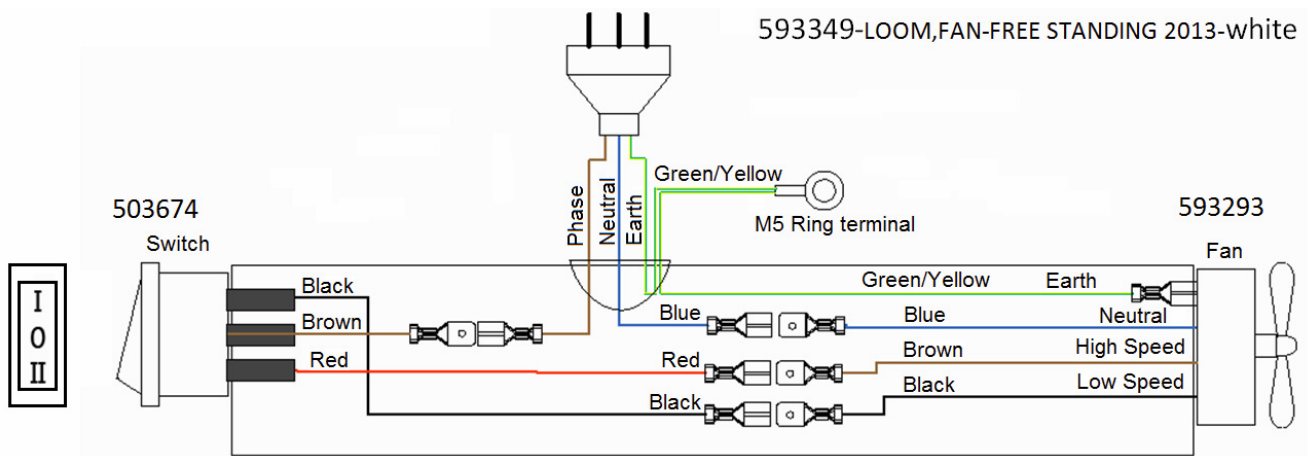 593349-LOOM,FAN-FREE STANDING 2013-white
Phase
Neutral
Earth
Green/Yellow
M5 Ring terminal
503674
Switch
593293
Fan
I
0
II
Black
Brown
Red
Green/Yellow
Earth
Blue
Blue
Neutral
Red
Brown
High Speed
Black
Black
Low Speed